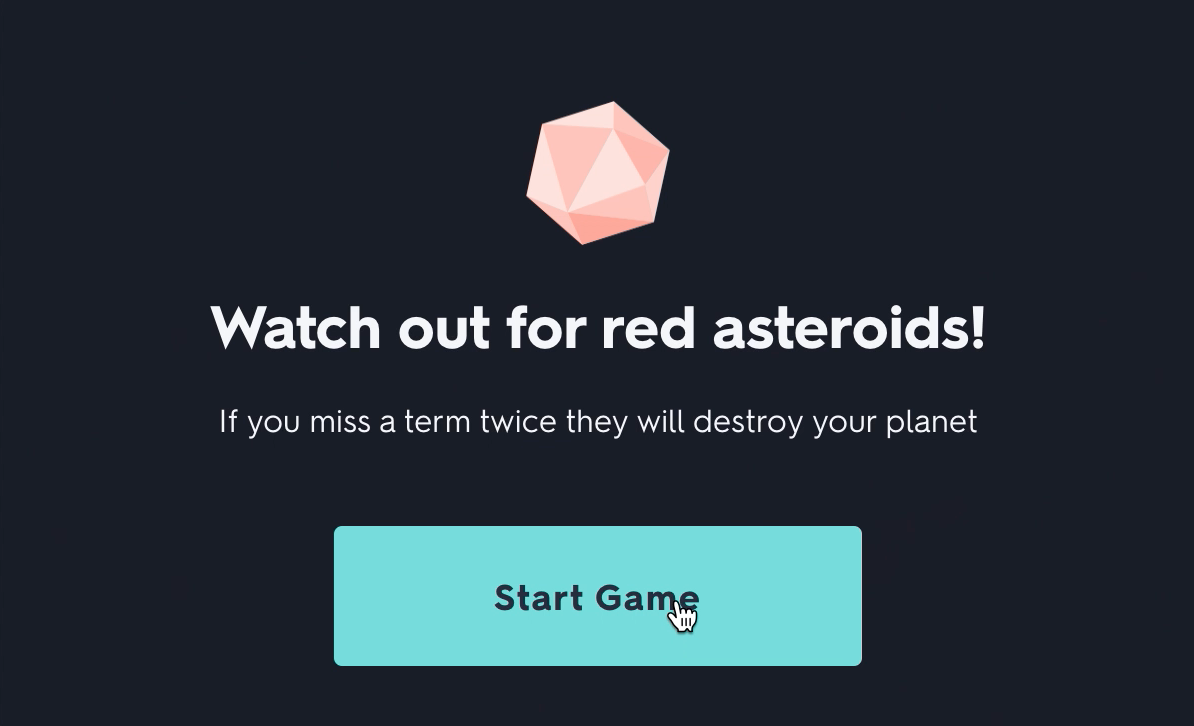 Watch out for red asteroids!
If you miss a term twice they will destroy your planet
Start Game